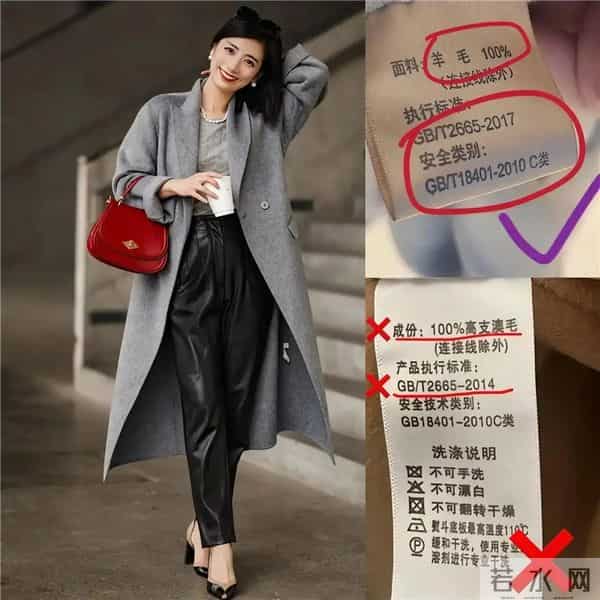 面料:羊 毛 100%
(连接线除外)
执行标准:
GB/T2665-2017
安全类别:
GB/T18401-2010 C类
成份: 100%高支澳毛
(连接线除外)
产品执行标准:
GB/T2665-2014
安全技术类别:
GB18401-2010C类
洗涤说明
不可手洗
不可漂白
不可翻转干燥
熨斗底板最高温度110℃
缓和干洗,使用专
溶剂进行专业干洗
若水网